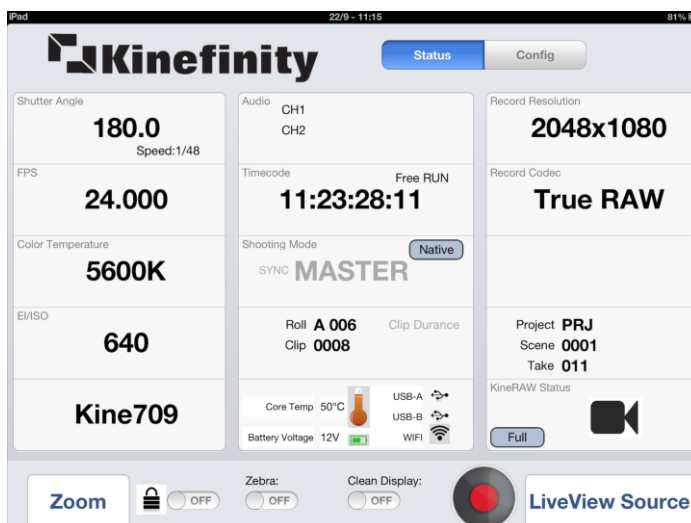 iPad
22/9 - 11:15
81%
Kinefinity
Status
Config
Shutter Angle
180.0
Speed:1/48
Audio
CH1
CH2
Record Resolution
2048x1080
FPS
24.000
Timecode
Free RUN
11:23:28:11
Record Codec
True RAW
Color Temperature
5600K
Shooting Mode
Native
SYNC MASTER
EI/ISO
640
Roll A 006
Clip Durance
Clip 0008
Project PRJ
Scene 0001
Take 011
Kine709
Core Temp 50°C
USB-A
USB-B
Battery Voltage 12V
WIFI
KineRAW Status
Full
Zoom
OFF
Zebra:
OFF
Clean Display:
OFF
LiveView Source